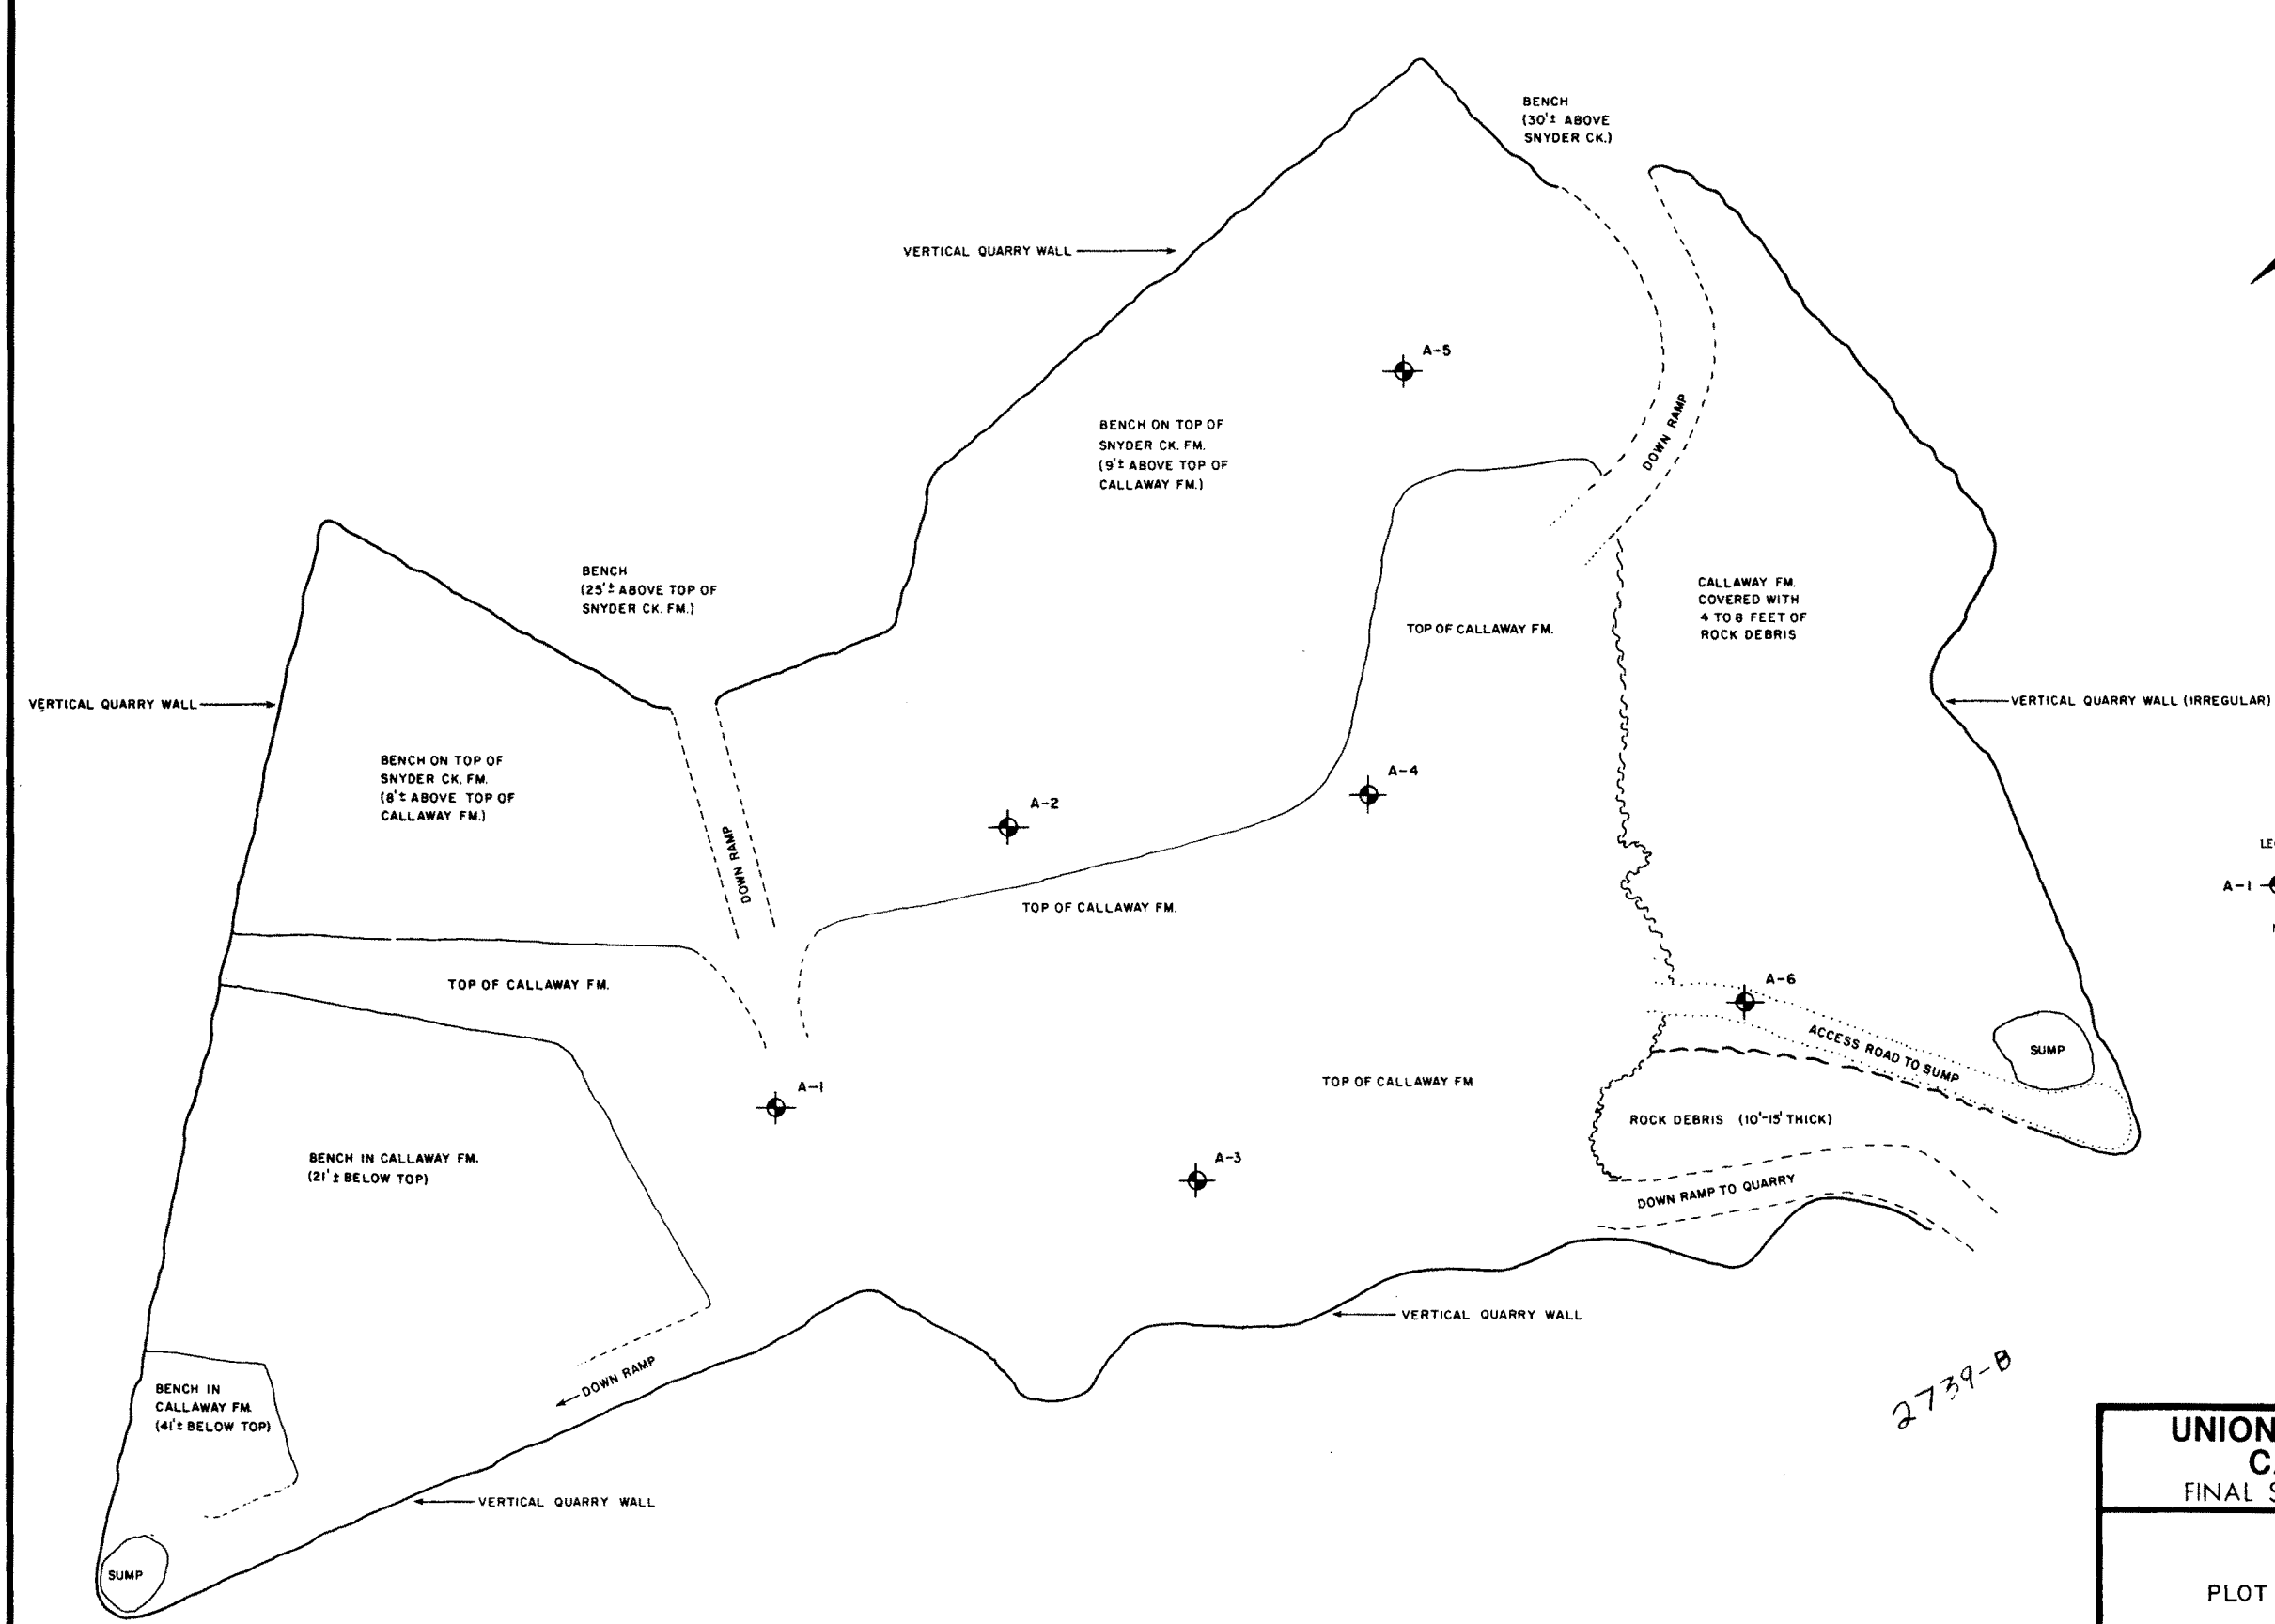 BENCH
(30'± ABOVE
SNYDER CK.)
VERTICAL QUARRY WALL
A-5
DOWN RAMP
BENCH ON TOP OF
SNYDER CK. FM.
(9'± ABOVE TOP OF
CALLAWAY FM.)
BENCH
(25'± ABOVE TOP OF
SNYDER CK. FM.)
CALLAWAY FM.
COVERED WITH
4 TO 8 FEET OF
ROCK DEBRIS
TOP OF CALLAWAY FM.
VERTICAL QUARRY WALL
VERTICAL QUARRY WALL (IRREGULAR)
BENCH ON TOP OF
SNYDER CK. FM.
(8'± ABOVE TOP OF
CALLAWAY FM.)
A-4
A-2
DOWN RAMP
A-1
TOP OF CALLAWAY FM.
TOP OF CALLAWAY FM.
A-6
ACCESS ROAD TO SUMP
SUMP
A-1
TOP OF CALLAWAY FM
ROCK DEBRIS (10'-15' THICK)
BENCH IN CALLAWAY FM.
(21'± BELOW TOP)
A-3
DOWN RAMP TO QUARRY
VERTICAL QUARRY WALL
DOWN RAMP
BENCH IN
CALLAWAY FM.
(41'± BELOW TOP)
2739-B
VERTICAL QUARRY WALL
SUMP
UNION
FINAL
PLOT